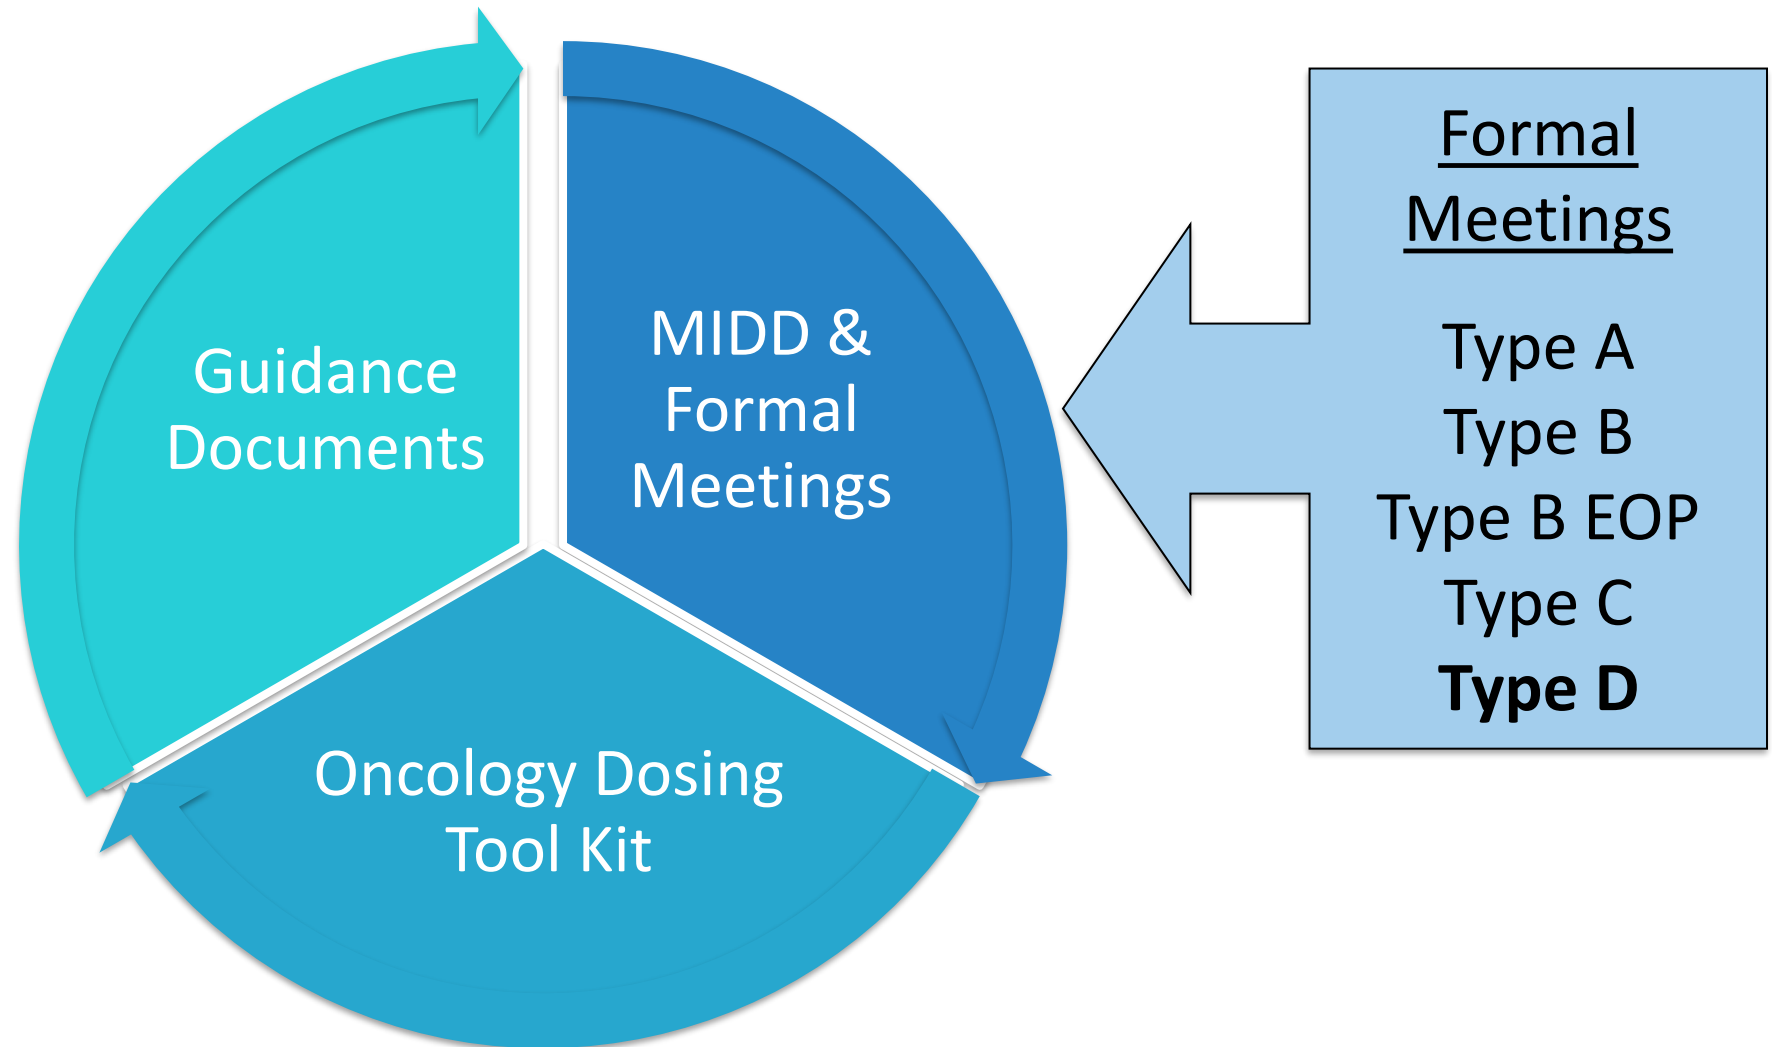 Guidance
Documents
MIDD &
Formal
Meetings
Oncology Dosing
Tool Kit
Formal
Meetings
Type A
Type B
Type B EOP
Type C
Type D